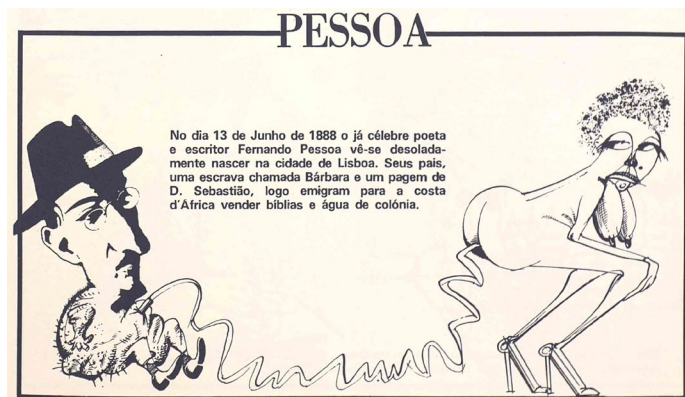 PESSOA
No dia 13 de Junho de 1888 o já célebre poeta
e escritor Fernando Pessoa vê-se desolada-
mente nascer na cidade de Lisboa. Seus pais,
uma escrava chamada Bárbara e um pagem de
D. Sebastião, logo emigram para a costa
d'África vender bíblias e água de colónia.